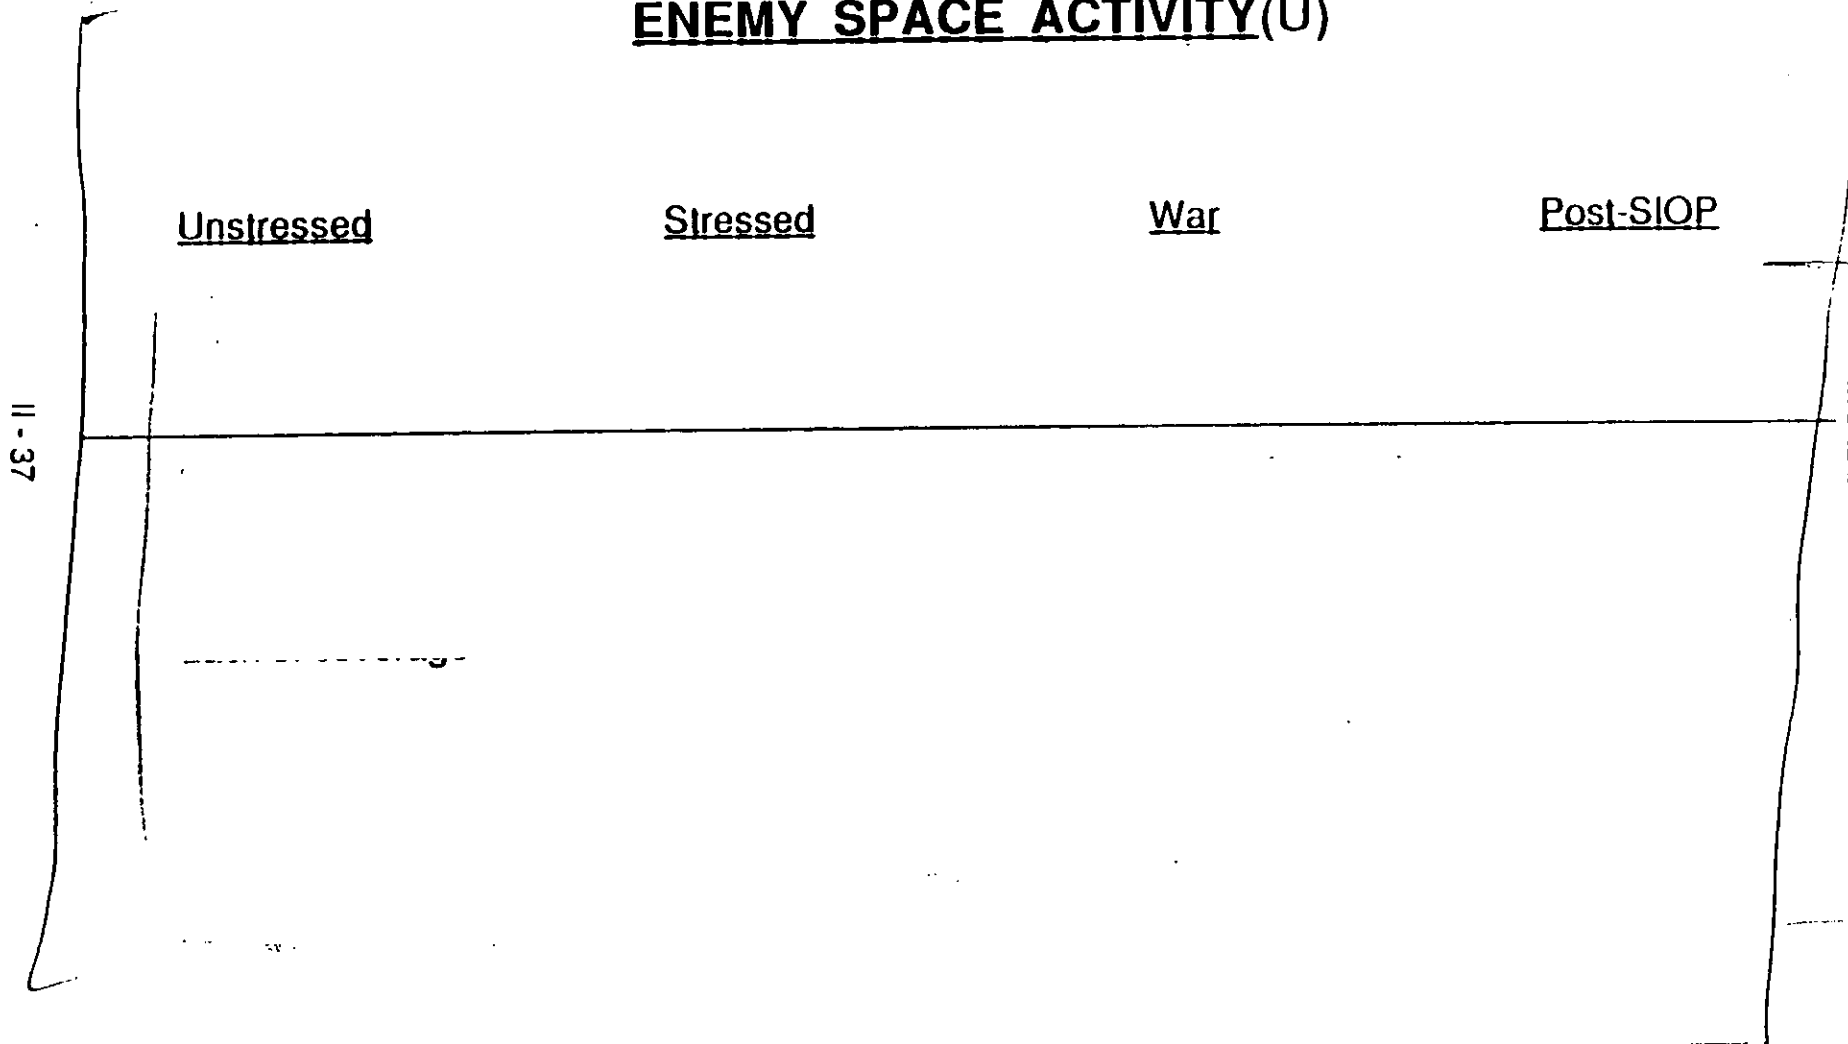 ENEMY SPACE ACTIVITY(U)
Unstressed Stressed War Post-SIOP
II - 37